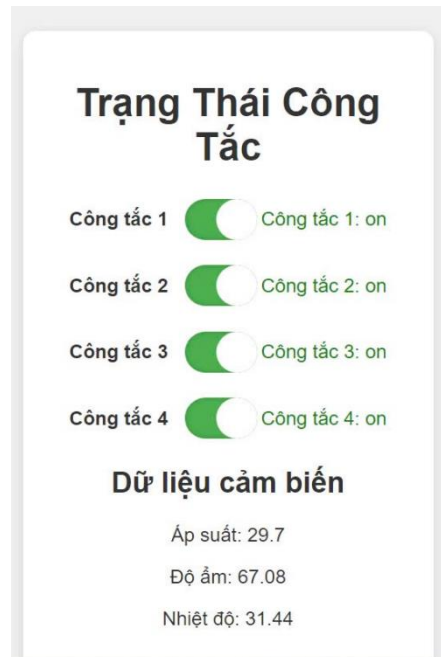 Trạng Thái Công
Tắc
Công tắc 1 Công tắc 1: on
Công tắc 2 Công tắc 2: on
Công tắc 3 Công tắc 3: on
Công tắc 4 Công tắc 4: on
Dữ liệu cảm biến
Áp suất: 29.7
Độ ẩm: 67.08
Nhiệt độ: 31.44